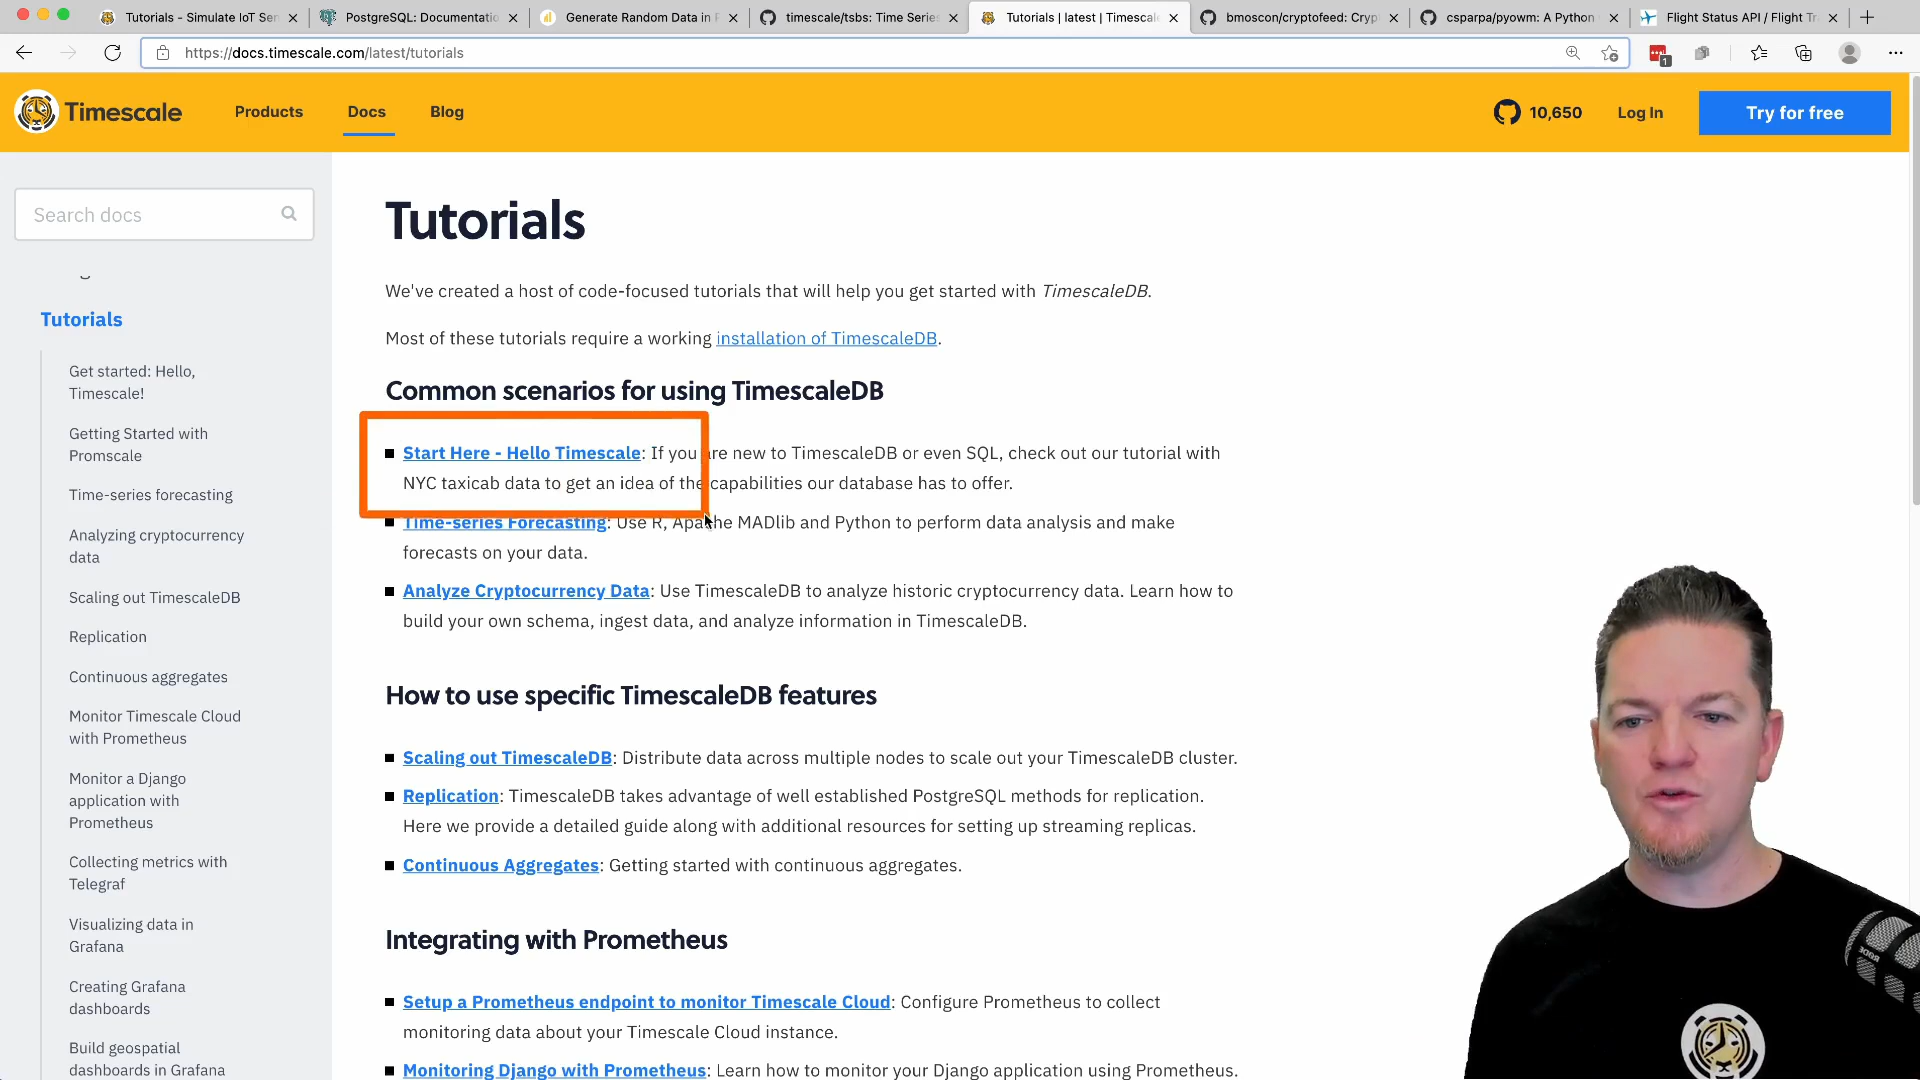 Tutorials - Simulate IoT Sen
PostgreSQL: Documentatio
Generate Random Data in P
timescale/tsbs: Time Series
Tutorials | latest | Timescale
bmoscon/cryptofeed: Cryp
csparpa/pyowm: A Python
Flight Status API / Flight Tr
https://docs.timescale.com/latest/tutorials
1
Timescale
Products
Docs
Blog
10,650
Log In
Try for free
Search docs
Tutorials
Get started: Hello,
Timescale!
Getting Started with
Promscale
Time-series forecasting
Analyzing cryptocurrency
data
Scaling out TimescaleDB
Replication
Continuous aggregates
Monitor Timescale Cloud
with Prometheus
Monitor a Django
application with
Prometheus
Collecting metrics with
Telegraf
Visualizing data in
Grafana
Creating Grafana
dashboards
Build geospatial
dashboards in Grafana
Tutorials
We've created a host of code-focused tutorials that will help you get started with TimescaleDB.
Most of these tutorials require a working installation of TimescaleDB.
Common scenarios for using TimescaleDB
Start Here - Hello Timescale: If you are new to TimescaleDB or even SQL, check out our tutorial with
NYC taxicab data to get an idea of the capabilities our database has to offer.
Time-series Forecasting: Use R, Apache MADlib and Python to perform data analysis and make
forecasts on your data.
Analyze Cryptocurrency Data: Use TimescaleDB to analyze historic cryptocurrency data. Learn how to
build your own schema, ingest data, and analyze information in TimescaleDB.
How to use specific TimescaleDB features
Scaling out TimescaleDB: Distribute data across multiple nodes to scale out your TimescaleDB cluster.
Replication: TimescaleDB takes advantage of well established PostgreSQL methods for replication.
Here we provide a detailed guide along with additional resources for setting up streaming replicas.
Continuous Aggregates: Getting started with continuous aggregates.
Integrating with Prometheus
Setup a Prometheus endpoint to monitor Timescale Cloud: Configure Prometheus to collect
monitoring data about your Timescale Cloud instance.
Monitoring Django with Prometheus: Learn how to monitor your Django application using Prometheus.
RODE